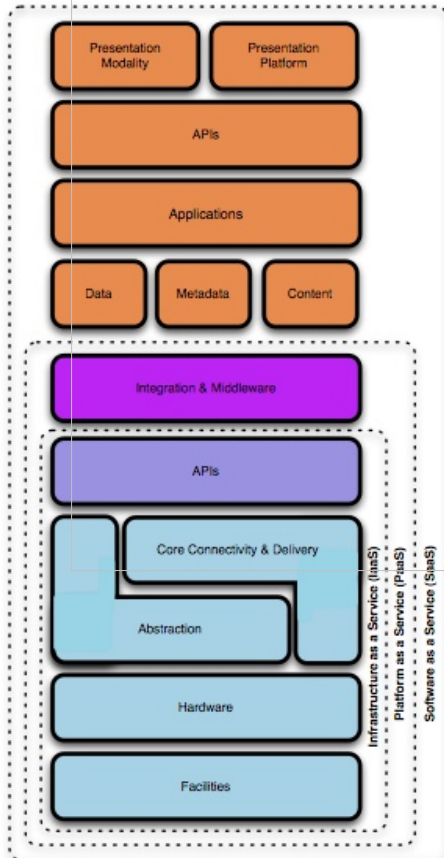 Presentation
Modality
Presentation
Platform
APIs
Applications
Data
Metadata
Content
Integration & Middleware
APIs
Core Connectivity & Delivery
Abstraction
Hardware
Facilities
Infrastructure as a Service (IaaS)
Platform as a Service (PaaS)
Software as a Service (SaaS)